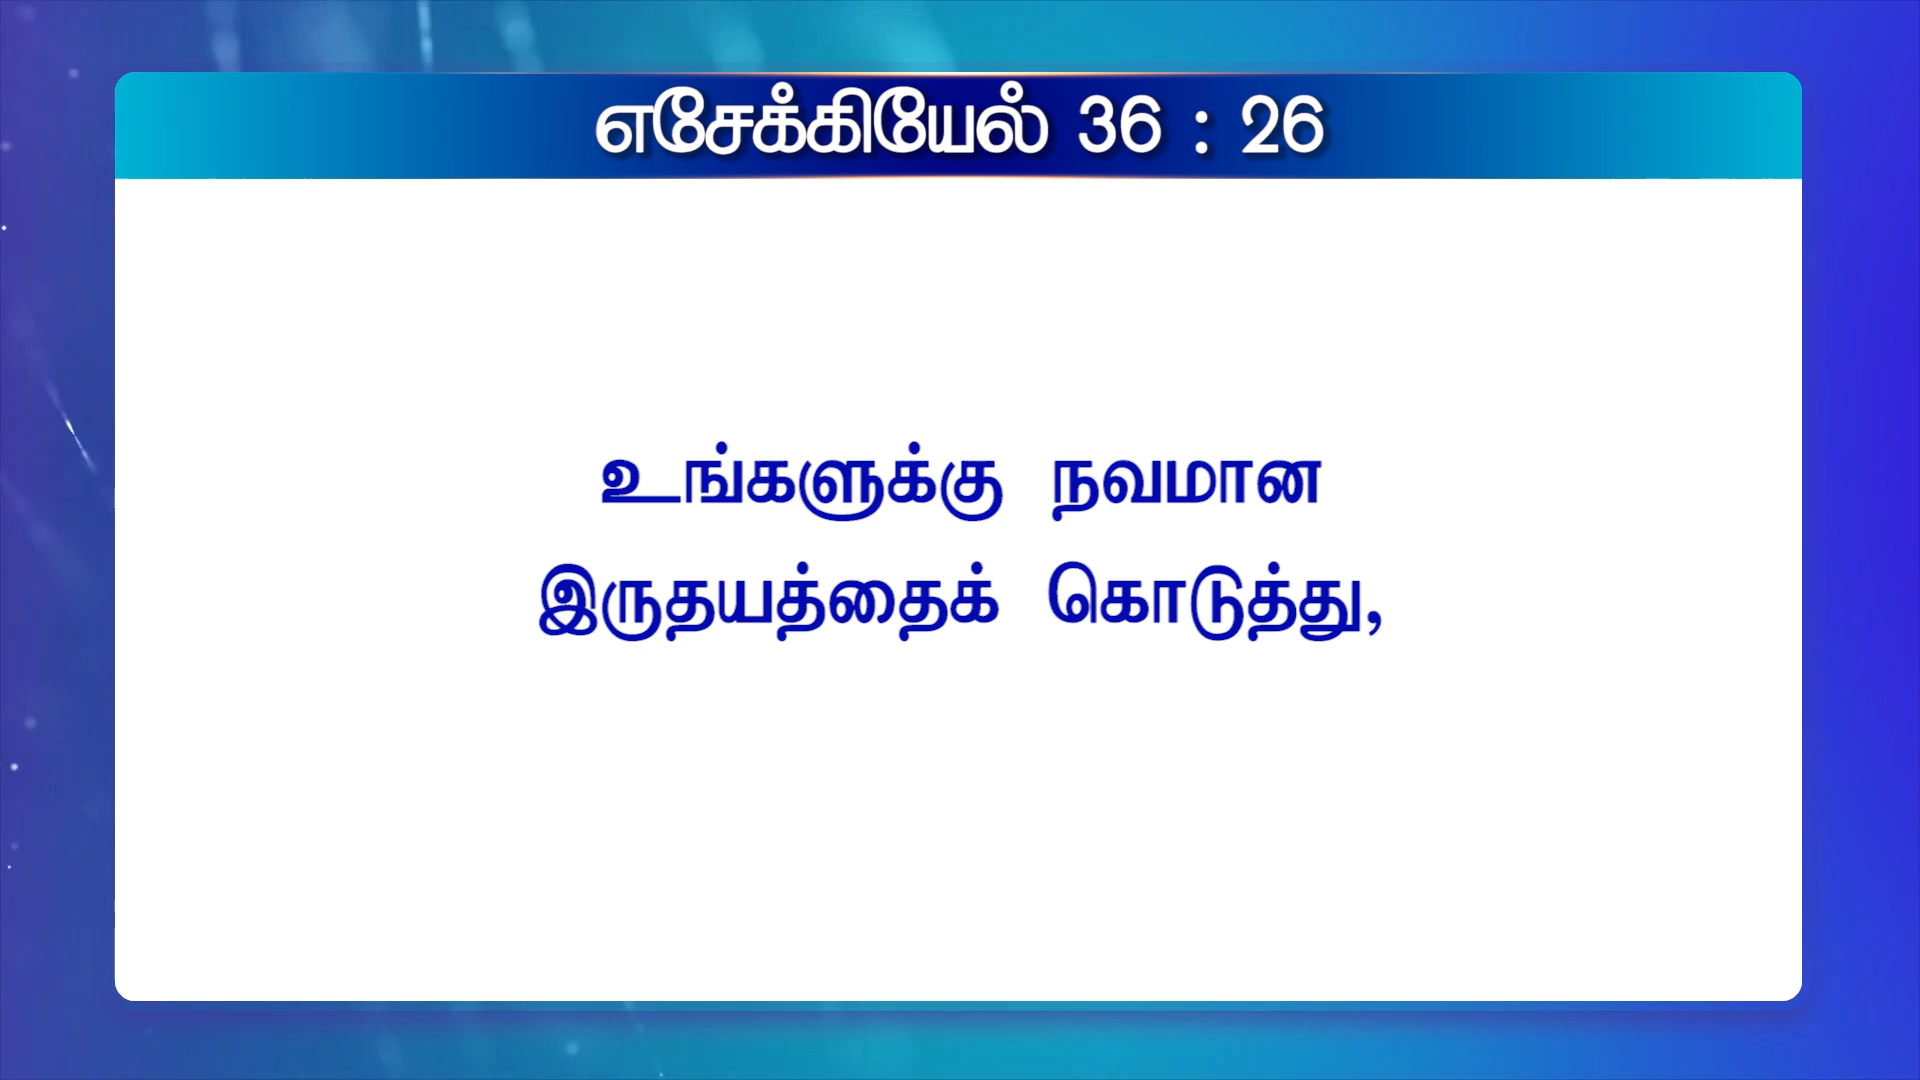 எசேக்கியேல் 36 : 26
உங்களுக்கு நவமான
இருதயத்தைக் கொடுத்து,